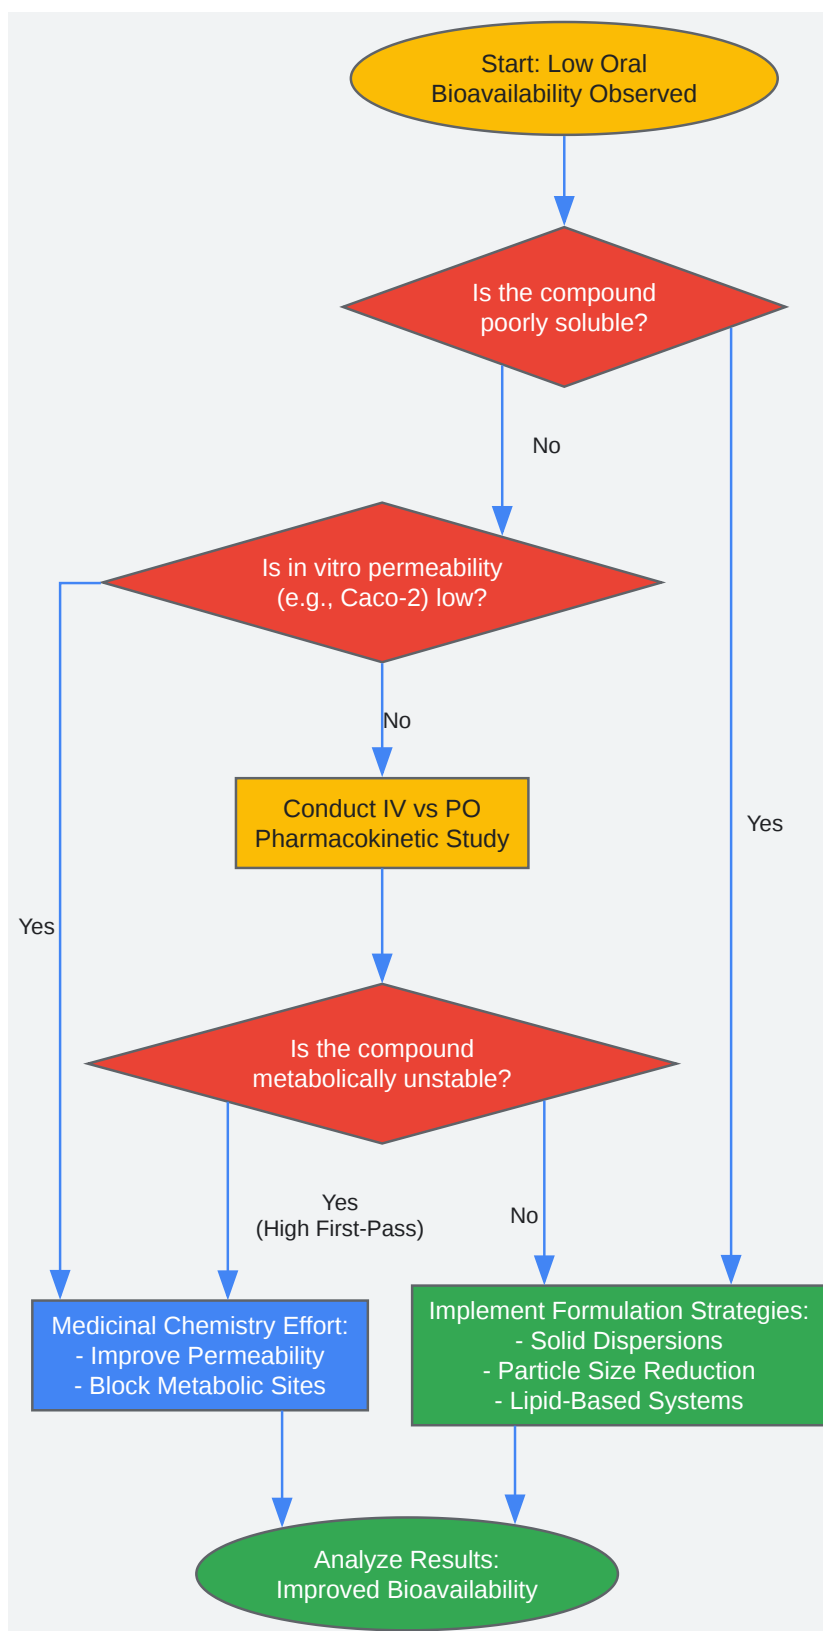 Start: Low Oral
Bioavailability Observed
Is the compound
poorly soluble?
No
Is in vitro permeability
(e.g., Caco-2) low?
No
Conduct IV vs PO
Pharmacokinetic Study
Yes
Yes
Is the compound
metabolically unstable?
Yes
(High First-Pass)
No
Medicinal Chemistry Effort:
- Improve Permeability
- Block Metabolic Sites
Implement Formulation Strategies:
- Solid Dispersions
- Particle Size Reduction
- Lipid-Based Systems
Analyze Results:
Improved Bioavailability